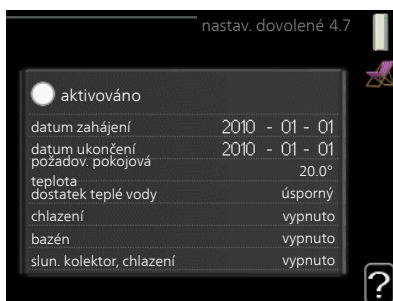 nastav. dovolené 4.7
aktivováno
datum zahájení 2010 - 01 - 01
datum ukončení 2010 - 01 - 01
požadov. pokojová
teplota 20.0°
dostatek teplé vody úsporný
chlazení vypnuto
bazén vypnuto
slun. kolektor, chlazení vypnuto
?